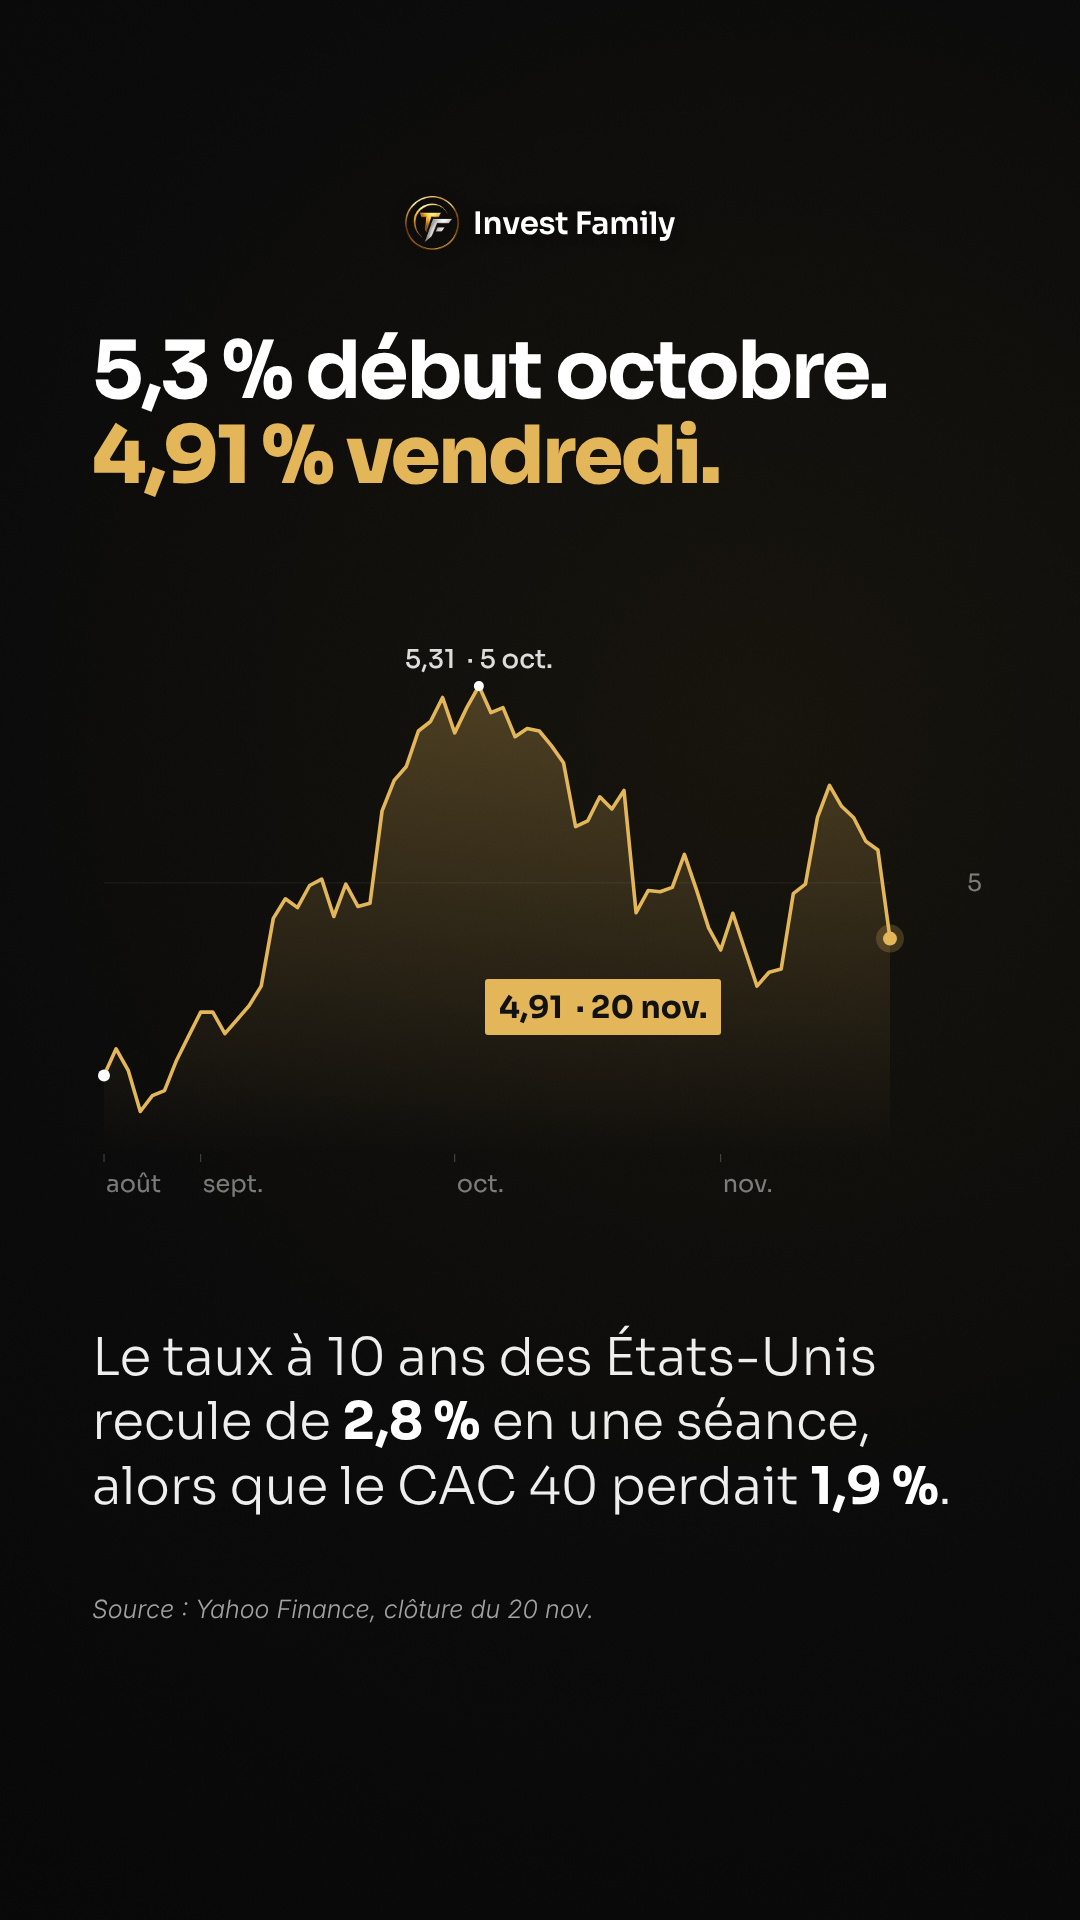 Invest Family
5,3 % début octobre.
4,91 % vendredi.
5,31 · 5 oct.
5
4,91 · 20 nov.
août sept. oct. nov.
Le taux à 10 ans des États-Unis
recule de 2,8 % en une séance,
alors que le CAC 40 perdait 1,9 %.
Source : Yahoo Finance, clôture du 20 nov.